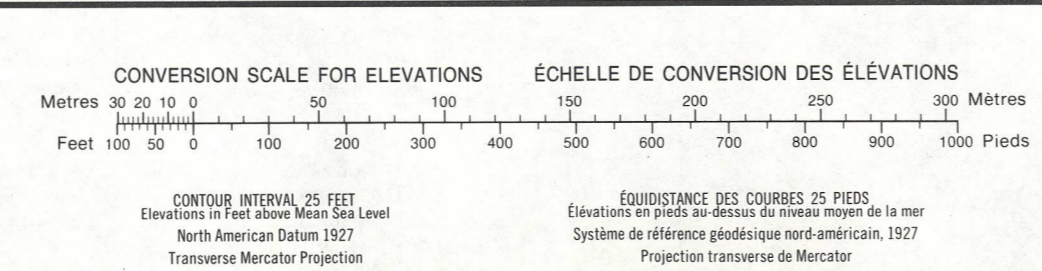 CONVERSION SCALE FOR ELEVATIONS ÉCHELLE DE CONVERSION DES ÉLÉVATIONS
Metres 30 20 10 0 50 100 150 200 250 300 Mètres
Feet 100 50 0 100 200 300 400 500 600 700 800 900 1000 Pieds
CONTOUR INTERVAL 25 FEET
Elevations in Feet above Mean Sea Level
North American Datum 1927
Transverse Mercator Projection
ÉQUIDISTANCE DES COURBES 25 PIEDS
Élévations en pieds au-dessus du niveau moyen de la mer
Système de référence géodésique nord-américain, 1927
Projection transverse de Mercator